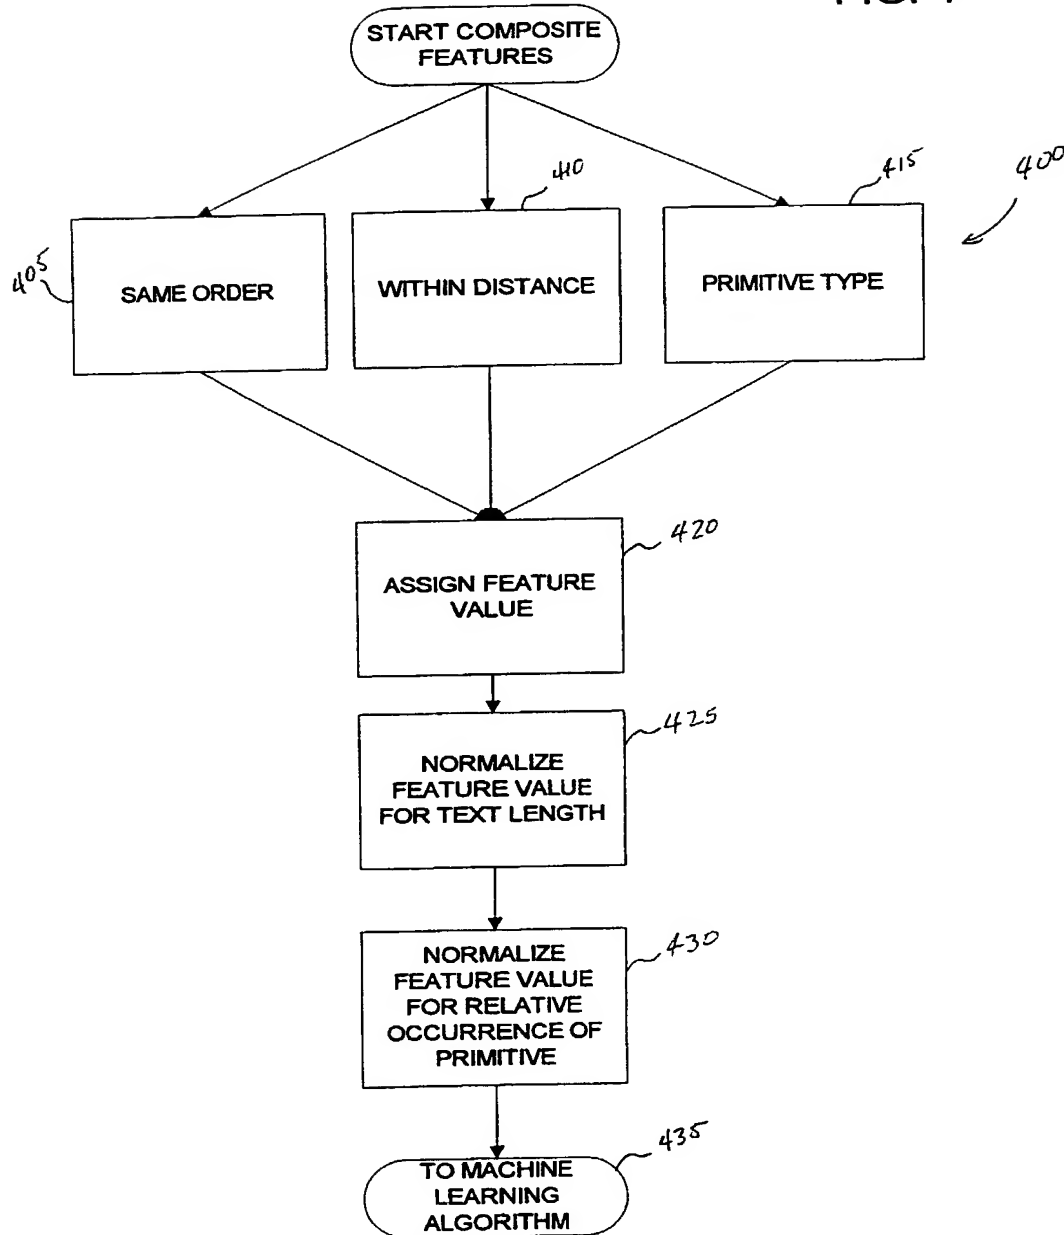 START COMPOSITE
FEATURES
400
405
SAME ORDER
410
WITHIN DISTANCE
415
PRIMITIVE TYPE
420
ASSIGN FEATURE
VALUE
425
NORMALIZE
FEATURE VALUE
FOR TEXT LENGTH
430
NORMALIZE
FEATURE VALUE
FOR RELATIVE
OCCURRENCE OF
PRIMITIVE
435
TO MACHINE
LEARNING
ALGORITHM